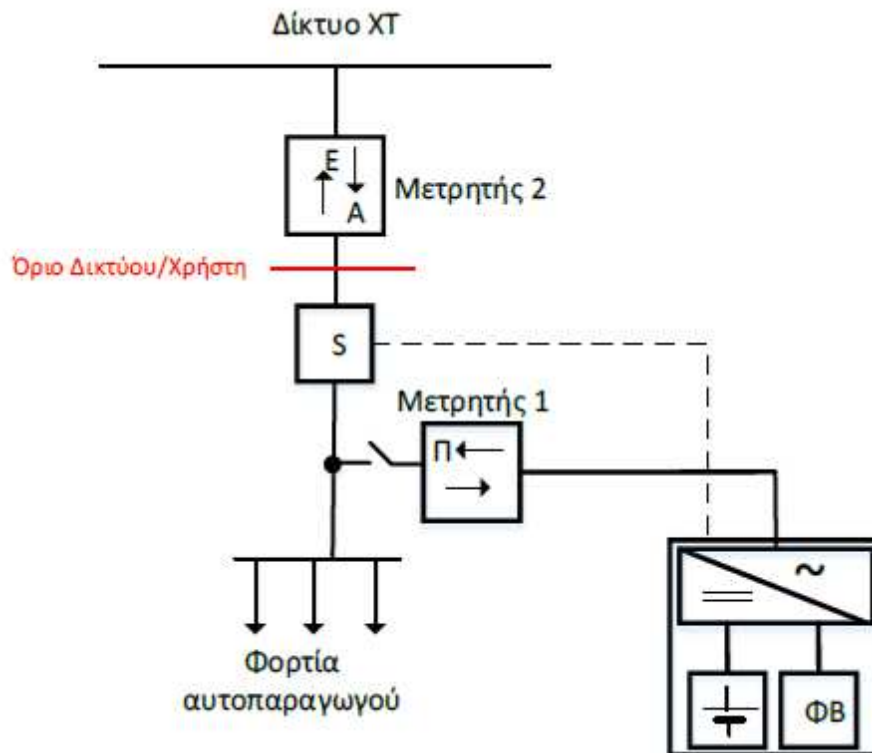 Δίκτυο ΧΤ
Ε
Α
Μετρητής 2
Όριο Δικτύου/Χρήστη
S
Μετρητής 1
Π
~
Φορτία
αυτοπαραγωγού
ΦΒ